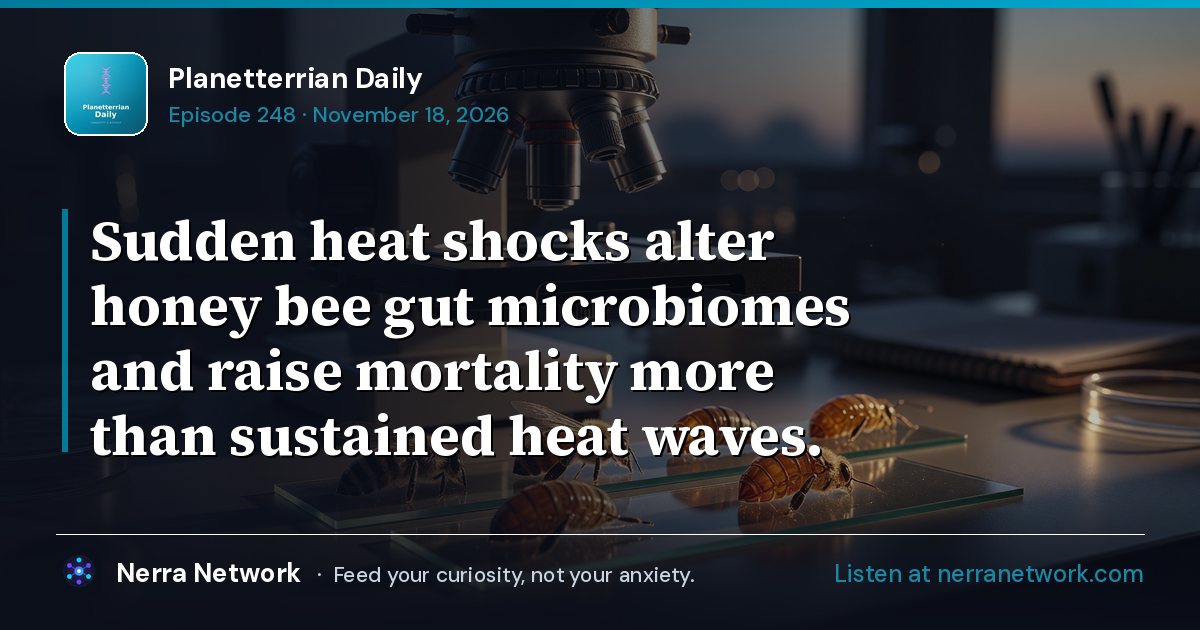 Planetterrian
Daily
Planetterrian Daily
Episode 248 · November 18, 2026
Sudden heat shocks alter
honey bee gut microbiomes
and raise mortality more
than sustained heat waves.
Nerra Network · Feed your curiosity, not your anxiety.
Listen at nerranetwork.com